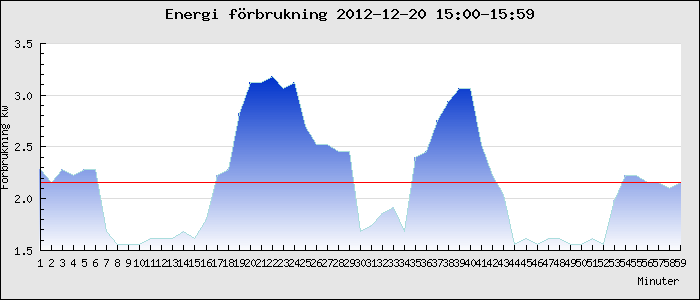 Energi förbrukning 2012-12-20 15:00-15:59
3.5
3.0
Förbrukning kw
2.5
2.0
1.5
1 2 3 4 5 6 7 8 9 10 11 12 13 14 15 16 17 18 19 20 21 22 23 24 25 26 27 28 29 30 31 32 33 34 35 36 37 38 39 40 41 42 43 44 45 46 47 48 49 50 51 52 53 54 55 56 57 58 59
Minuter